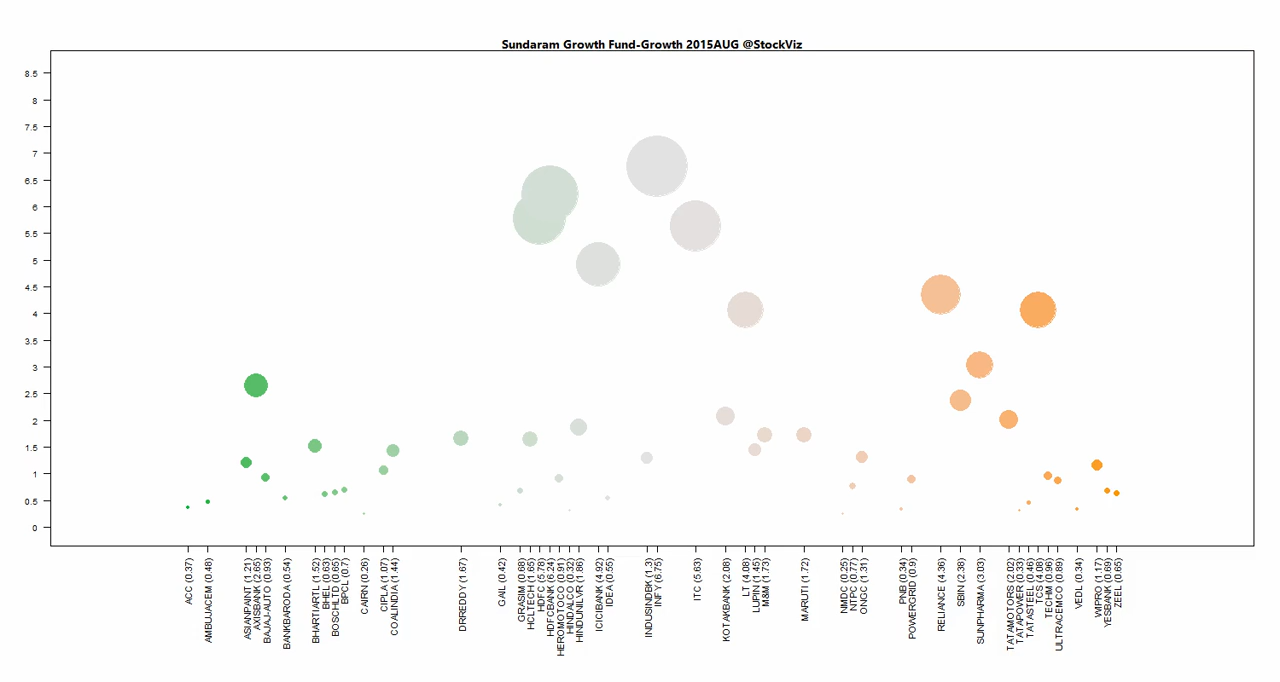 Sundaram Growth Fund-Growth 2015AUG @StockViz
8.5
8
7.5
7
6.5
6
5.5
5
4.5
4
3.5
3
2.5
2
1.5
1
0.5
0
ACC (0.37)
AMBUJACEM (0.48)
ASIANPAINT (1.21)
AXISBANK (2.65)
BAJAJ-AUTO (0.93)
BANKBARODA (0.54)
BHARTIARTL (1.52)
BHEL (0.63)
BOSCHLTD (0.65)
BPCL (0.7)
CAIRN (0.26)
CIPLA (1.07)
COALINDIA (1.44)
DRREDDY (1.67)
GAIL (0.42)
GRASIM (0.68)
HCLTECH (1.65)
HDFC (5.78)
HDFCBANK (6.24)
HEROMOTOCO (0.91)
HINDALCO (0.32)
HINDUNILVR (1.86)
ICICIBANK (4.92)
IDEA (0.55)
INDUSINDBK (1.3)
INFY (6.75)
ITC (5.63)
KOTAKBANK (2.08)
LT (4.08)
LUPIN (1.45)
M&M (1.73)
MARUTI (1.72)
NMDC (0.25)
NTPC (0.77)
ONGC (1.31)
PNB (0.34)
POWERGRID (0.9)
RELIANCE (4.36)
SBIN (2.38)
SUNPHARMA (3.03)
TATAMOTORS (2.02)
TATAPOWER (0.33)
TATASTEEL (0.46)
TCS (4.08)
TECHM (0.96)
ULTRACEMCO (0.89)
VEDL (0.34)
WIPRO (1.17)
YESBANK (0.69)
ZEEL (0.65)